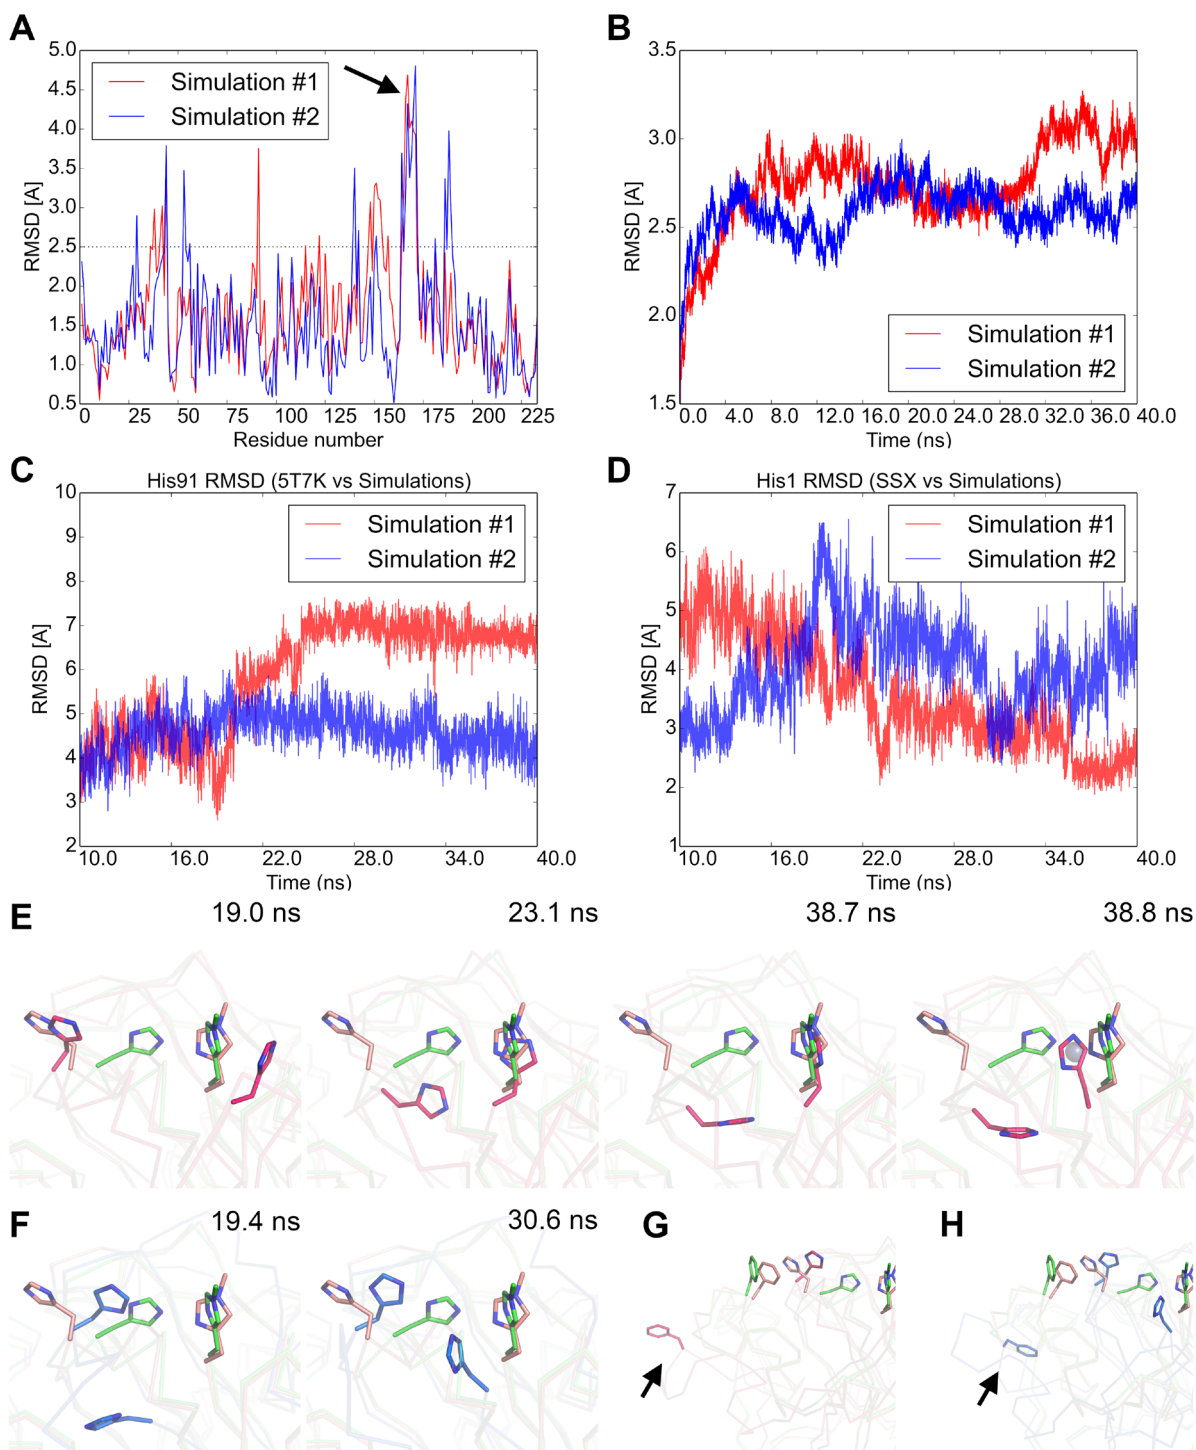 A
5.0
4.5
4.0
3.5
3.0
2.5
2.0
1.5
1.0
0.5
RMSD [A]
Simulation #1
Simulation #2
0
25
50
75
100
125
150
175
200
225
Residue number
B
3.5
3.0
2.5
2.0
1.5
RMSD [A]
Simulation #1
Simulation #2
0.0
4.0
8.0
12.0
16.0
20.0
24.0
28.0
32.0
36.0
40.0
Time (ns)
C
His91 RMSD (5T7K vs Simulations)
10
9
8
7
6
5
4
3
2
RMSD [A]
Simulation #1
Simulation #2
10.0
16.0
22.0
28.0
34.0
40.0
Time (ns)
D
His1 RMSD (SSX vs Simulations)
7
6
5
4
3
2
1
RMSD [A]
Simulation #1
Simulation #2
10.0
16.0
22.0
28.0
34.0
40.0
Time (ns)
E
19.0 ns
23.1 ns
38.7 ns
38.8 ns
F
19.4 ns
30.6 ns
G
H